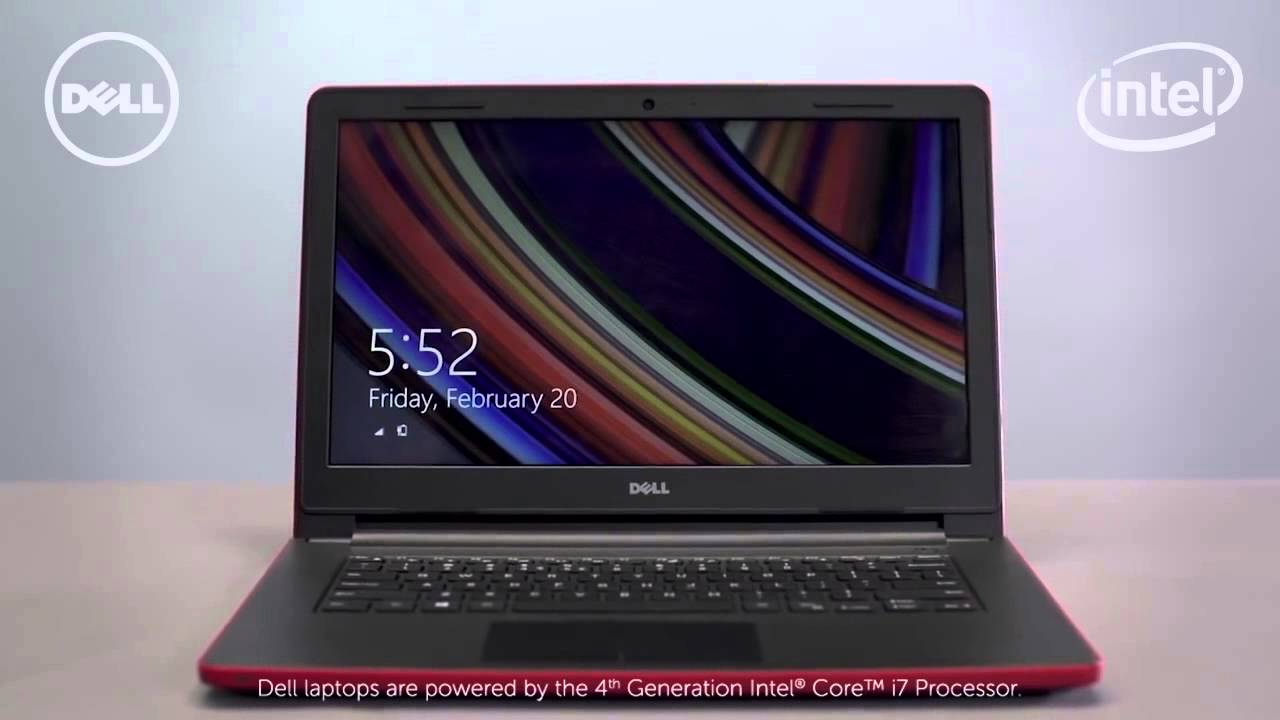 DELL
intel®
5:52
Friday, February 20
DELL
Dell laptops are powered by the 4th Generation Intel® Core™ i7 Processor.